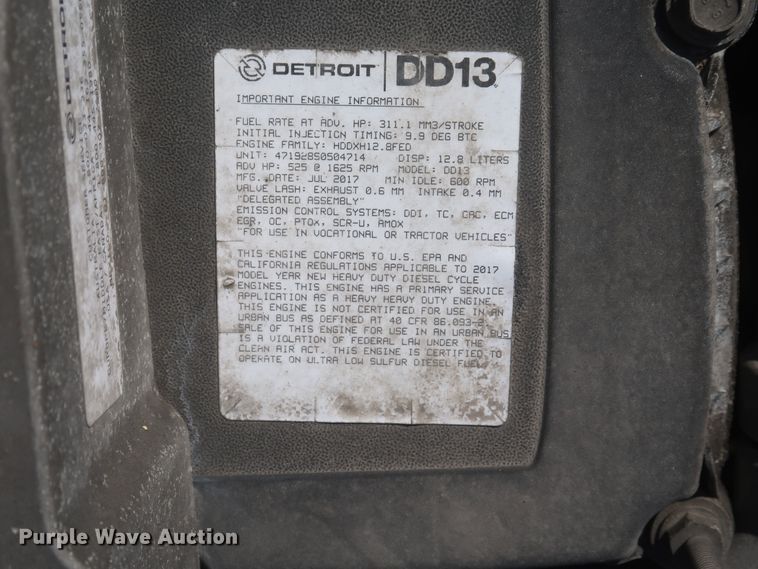 DETROIT DD13
IMPORTANT ENGINE INFORMATION
FUEL RATE AT ADV. HP: 311.1 MM3/STROKE
INITIAL INJECTION TIMING: 9.9 DEG BTC
ENGINE FAMILY: HDDXH12.8FED
UNIT: 471928S0504714 DISP: 12.8 LITERS
ADV HP: 525 @ 1625 RPM MODEL: DD13
MFG. DATE: JUL 2017 MIN IDLE: 600 RPM
VALVE LASH: EXHAUST 0.6 MM INTAKE 0.4 MM
"DELEGATED ASSEMBLY"
EMISSION CONTROL SYSTEMS: DDI, TC, CAC, ECM
EGR, OC, PTOX, SCR-U, AMOX
"FOR USE IN VOCATIONAL OR TRACTOR VEHICLES"
THIS ENGINE CONFORMS TO U.S. EPA AND
CALIFORNIA REGULATIONS APPLICABLE TO 2017
MODEL YEAR NEW HEAVY DUTY DIESEL CYCLE
ENGINES. THIS ENGINE HAS A PRIMARY SERVICE
APPLICATION AS A HEAVY HEAVY DUTY ENGINE.
THIS ENGINE IS NOT CERTIFIED FOR USE IN AN
URBAN BUS AS DEFINED AT 40 CFR 86.093-2.
SALE OF THIS ENGINE FOR USE IN AN URBAN BUS
IS A VIOLATION OF FEDERAL LAW UNDER THE
CLEAN AIR ACT. THIS ENGINE IS CERTIFIED TO
OPERATE ON ULTRA LOW SULFUR DIESEL FUEL.
DETROIT
Purple Wave Auction